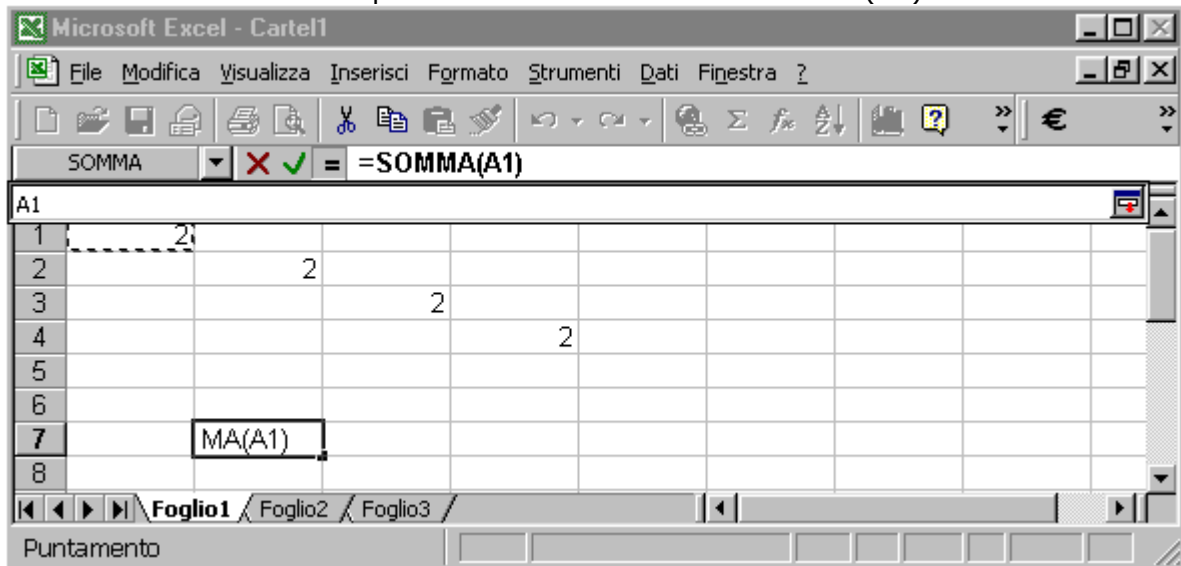 Microsoft Excel - Cartel1
File Modifica Visualizza Inserisci Formato Strumenti Dati Finestra ?
Σ fx €
SOMMA = =SOMMA(A1)
A1
1 2
2 2
3 2
4 2
5
6
7 MA(A1)
8
Foglio1 Foglio2 Foglio3
Puntamento